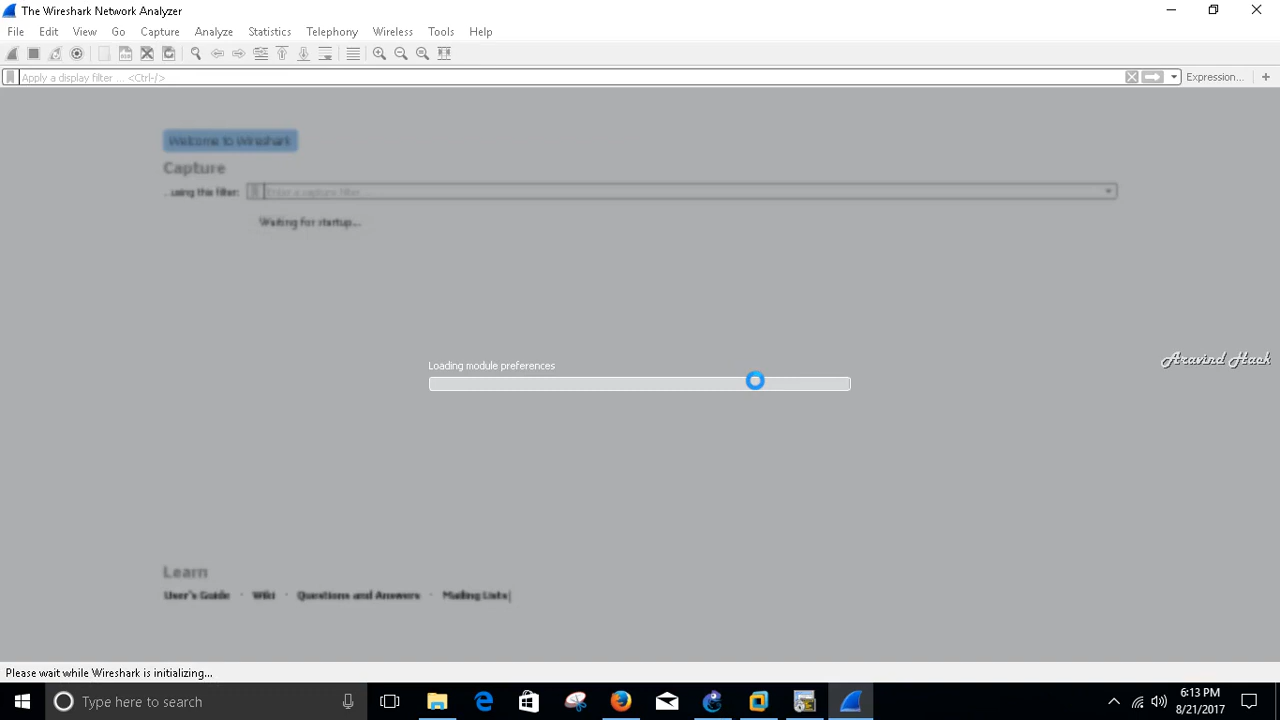 The Wireshark Network Analyzer
File Edit View Go Capture Analyze Statistics Telephony Wireless Tools Help
Apply a display filter ... <Ctrl-/>
Expression... +
Welcome to Wireshark
Capture
...using this filter: Enter a capture filter ...
Waiting for startup...
Loading module preferences
Aravind Hack
Learn
User's Guide · Wiki · Questions and Answers · Mailing Lists
Please wait while Wireshark is initializing...
Type here to search
6:13 PM
8/21/2017